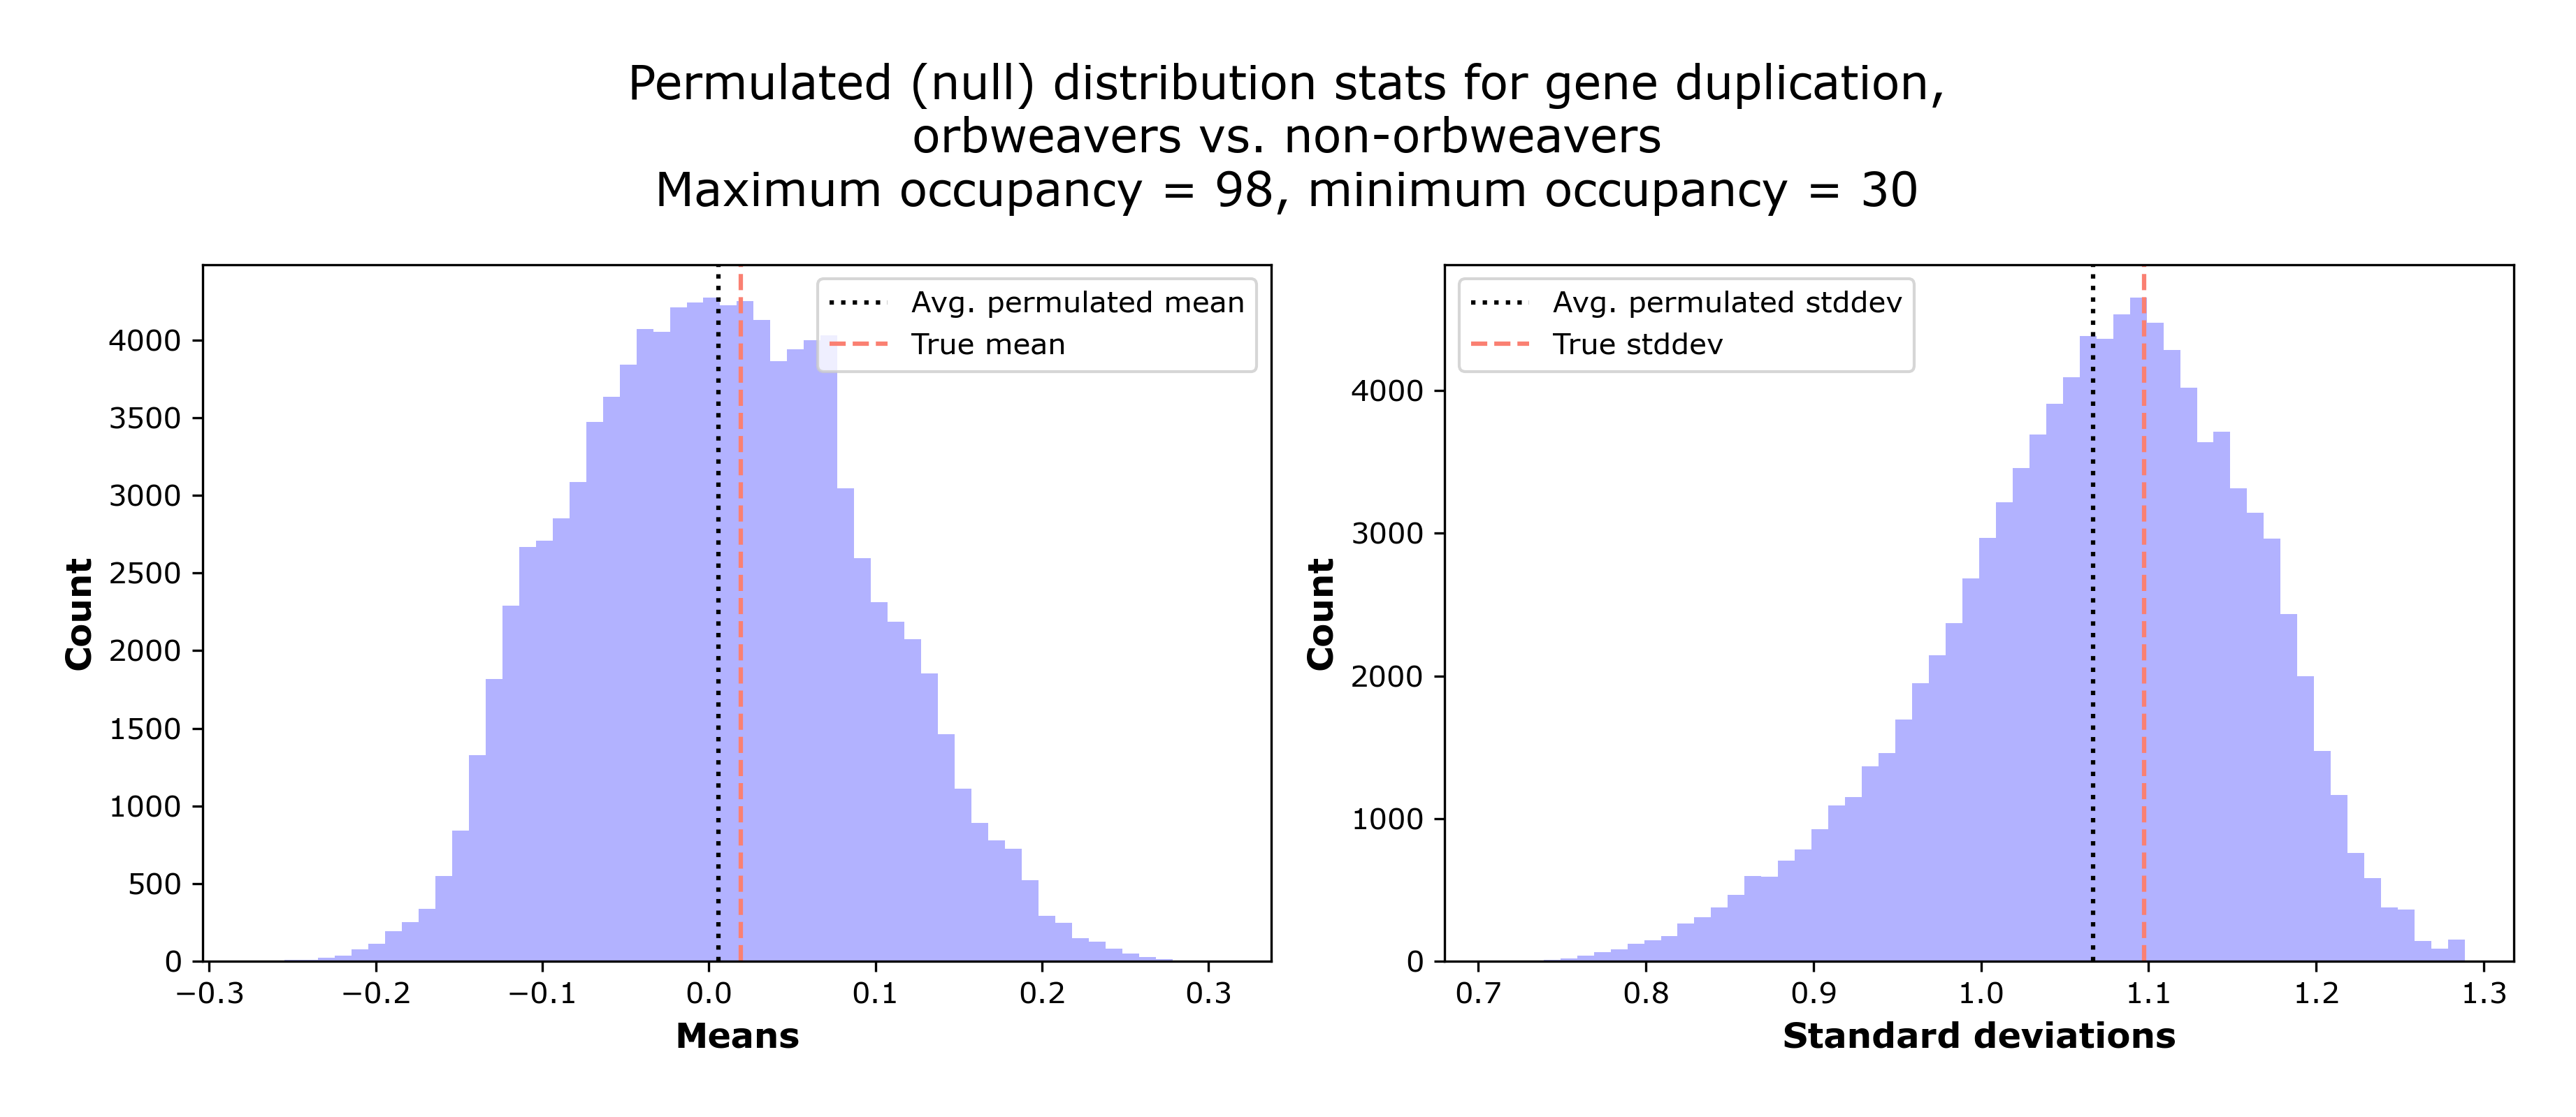 Permulated (null) distribution stats for gene duplication,
orbweavers vs. non-orbweavers
Maximum occupancy = 98, minimum occupancy = 30
Avg. permulated mean
True mean
Count
4000
3500
3000
2500
2000
1500
1000
500
0
−0.3 −0.2 −0.1 0.0 0.1 0.2 0.3
Means
Avg. permulated stddev
True stddev
Count
4000
3000
2000
1000
0
0.7 0.8 0.9 1.0 1.1 1.2 1.3
Standard deviations